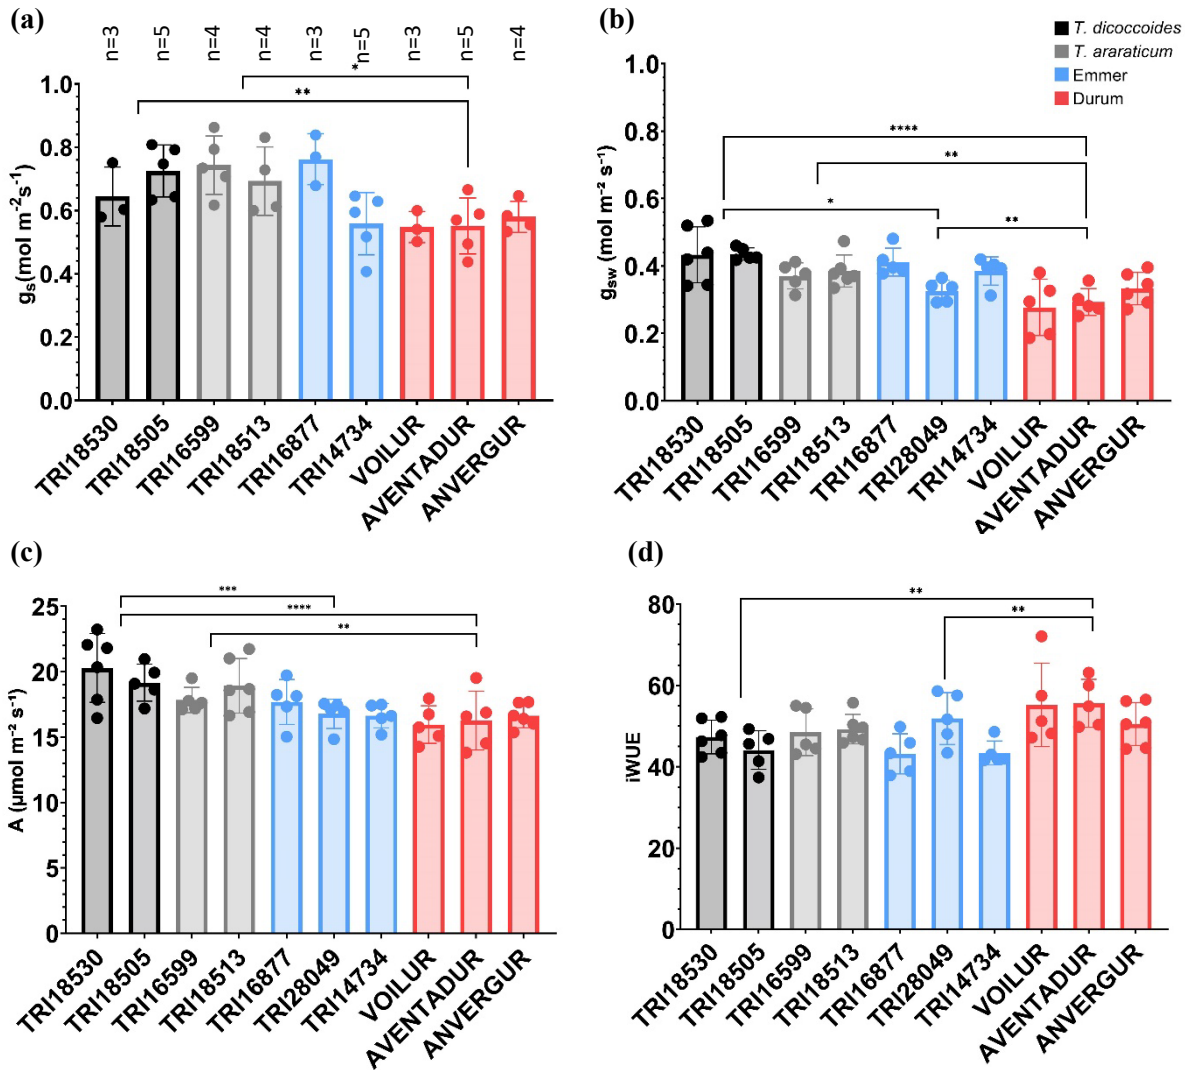 (a)
n=3
n=5
n=4
n=4
n=3
n=5
n=3
n=5
n=4
*
**
gs(mol m⁻²s⁻¹)
1.0
0.8
0.6
0.4
0.2
0.0
TRI18530
TRI18505
TRI16599
TRI18513
TRI16877
TRI14734
VOILUR
AVENTADUR
ANVERGUR
(b)
T. dicoccoides
T. araraticum
Emmer
Durum
****
**
*
**
gsw (mol m⁻² s⁻¹)
1.0
0.8
0.6
0.4
0.2
0.0
TRI18530
TRI18505
TRI16599
TRI18513
TRI16877
TRI28049
TRI14734
VOILUR
AVENTADUR
ANVERGUR
(c)
***
****
**
A (µmol m⁻² s⁻¹)
25
20
15
10
5
0
TRI18530
TRI18505
TRI16599
TRI18513
TRI16877
TRI28049
TRI14734
VOILUR
AVENTADUR
ANVERGUR
(d)
**
**
iWUE
80
60
40
20
0
TRI18530
TRI18505
TRI16599
TRI18513
TRI16877
TRI28049
TRI14734
VOILUR
AVENTADUR
ANVERGUR